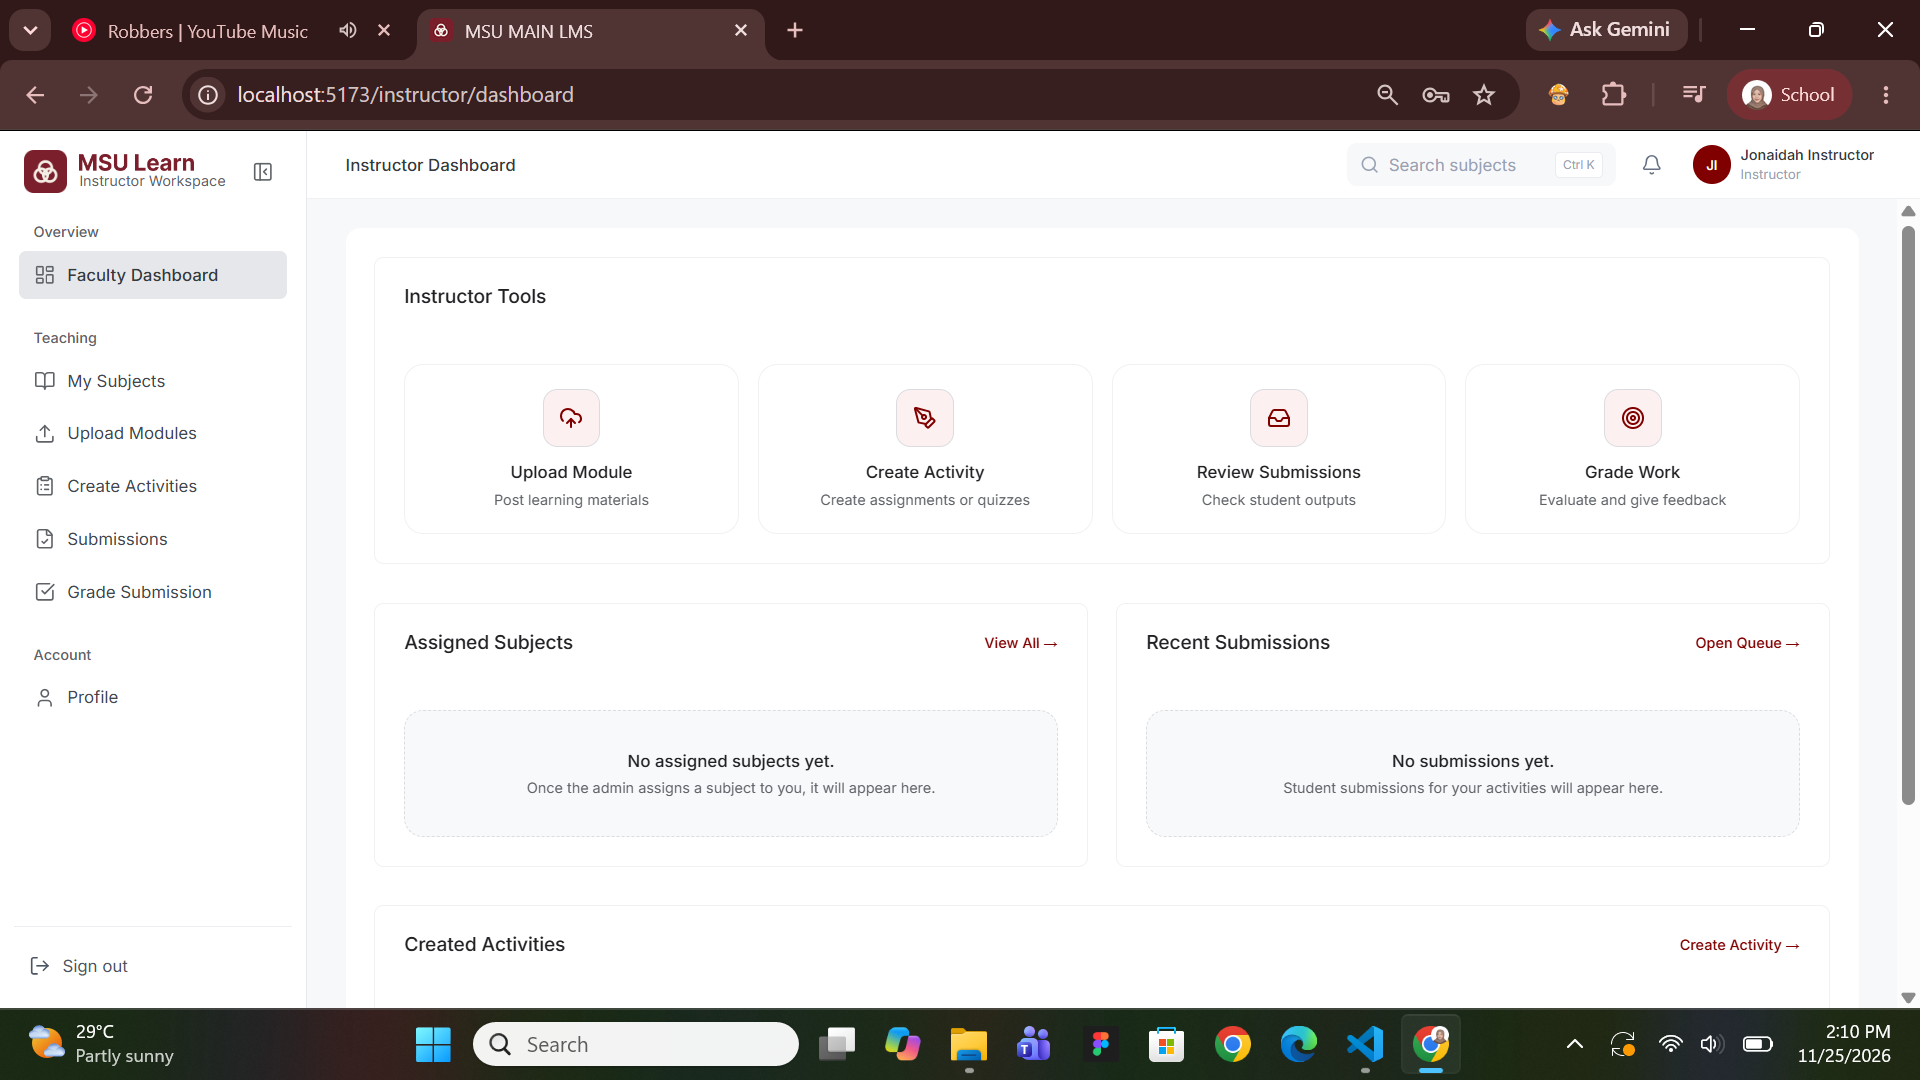 Robbers | YouTube Music
MSU MAIN LMS
Ask Gemini
localhost:5173/instructor/dashboard
School
MSU Learn
Instructor Workspace
Instructor Dashboard
Search subjects
Ctrl K
JI
Jonaidah Instructor
Instructor
Overview
Faculty Dashboard
Teaching
My Subjects
Upload Modules
Create Activities
Submissions
Grade Submission
Account
Profile
Sign out
Instructor Tools
Upload Module
Post learning materials
Create Activity
Create assignments or quizzes
Review Submissions
Check student outputs
Grade Work
Evaluate and give feedback
Assigned Subjects
View All →
No assigned subjects yet.
Once the admin assigns a subject to you, it will appear here.
Recent Submissions
Open Queue →
No submissions yet.
Student submissions for your activities will appear here.
Created Activities
Create Activity →
29°C
Partly sunny
Search
2:10 PM
11/25/2026